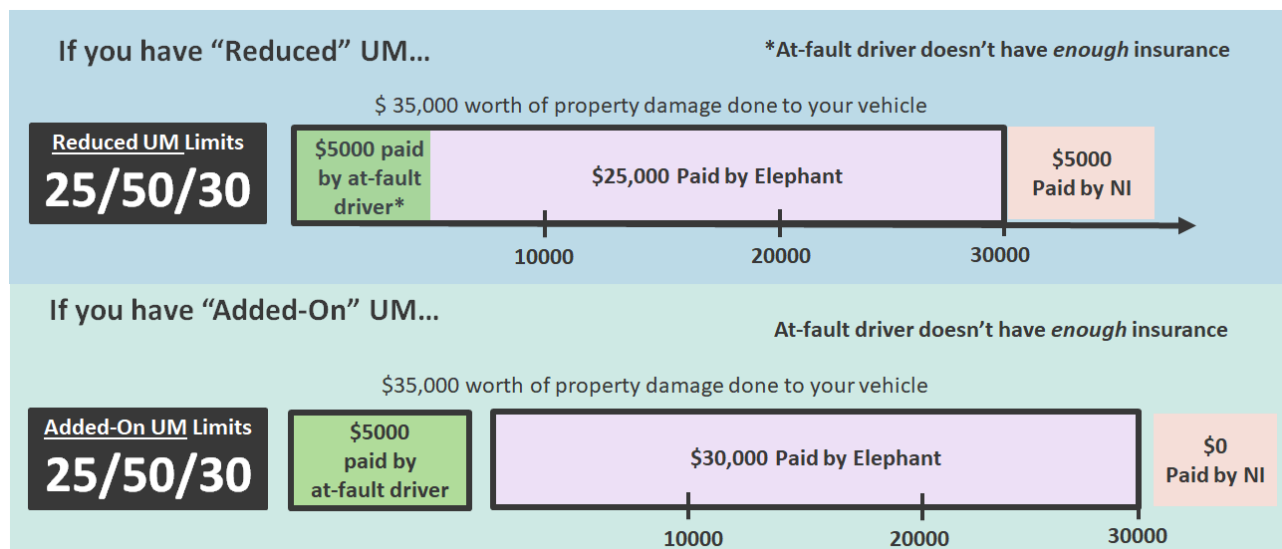 If you have “Reduced” UM...
*At-fault driver doesn’t have enough insurance
$ 35,000 worth of property damage done to your vehicle
Reduced UM Limits
25/50/30
$5000 paid
by at-fault
driver*
$25,000 Paid by Elephant
$5000
Paid by NI
10000
20000
30000
If you have “Added-On” UM...
At-fault driver doesn’t have enough insurance
$35,000 worth of property damage done to your vehicle
Added-On UM Limits
25/50/30
$5000
paid by
at-fault driver
$30,000 Paid by Elephant
$0
Paid by NI
10000
20000
30000